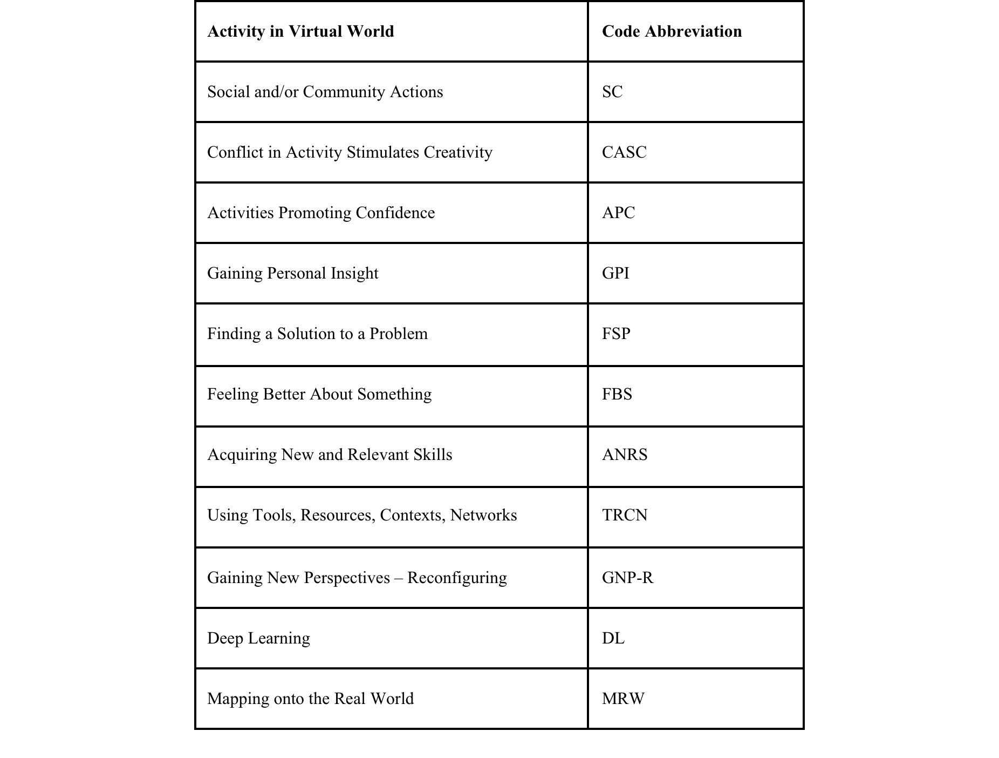 Activity in Virtual World Code Abbreviation
Social and/or Community Actions SC
Conflict in Activity Stimulates Creativity CASC
Activities Promoting Confidence APC
Gaining Personal Insight GPI
Finding a Solution to a Problem FSP
Feeling Better About Something FBS
Acquiring New and Relevant Skills ANRS
Using Tools, Resources, Contexts, Networks TRCN
Gaining New Perspectives – Reconfiguring GNP-R
Deep Learning DL
Mapping onto the Real World MRW